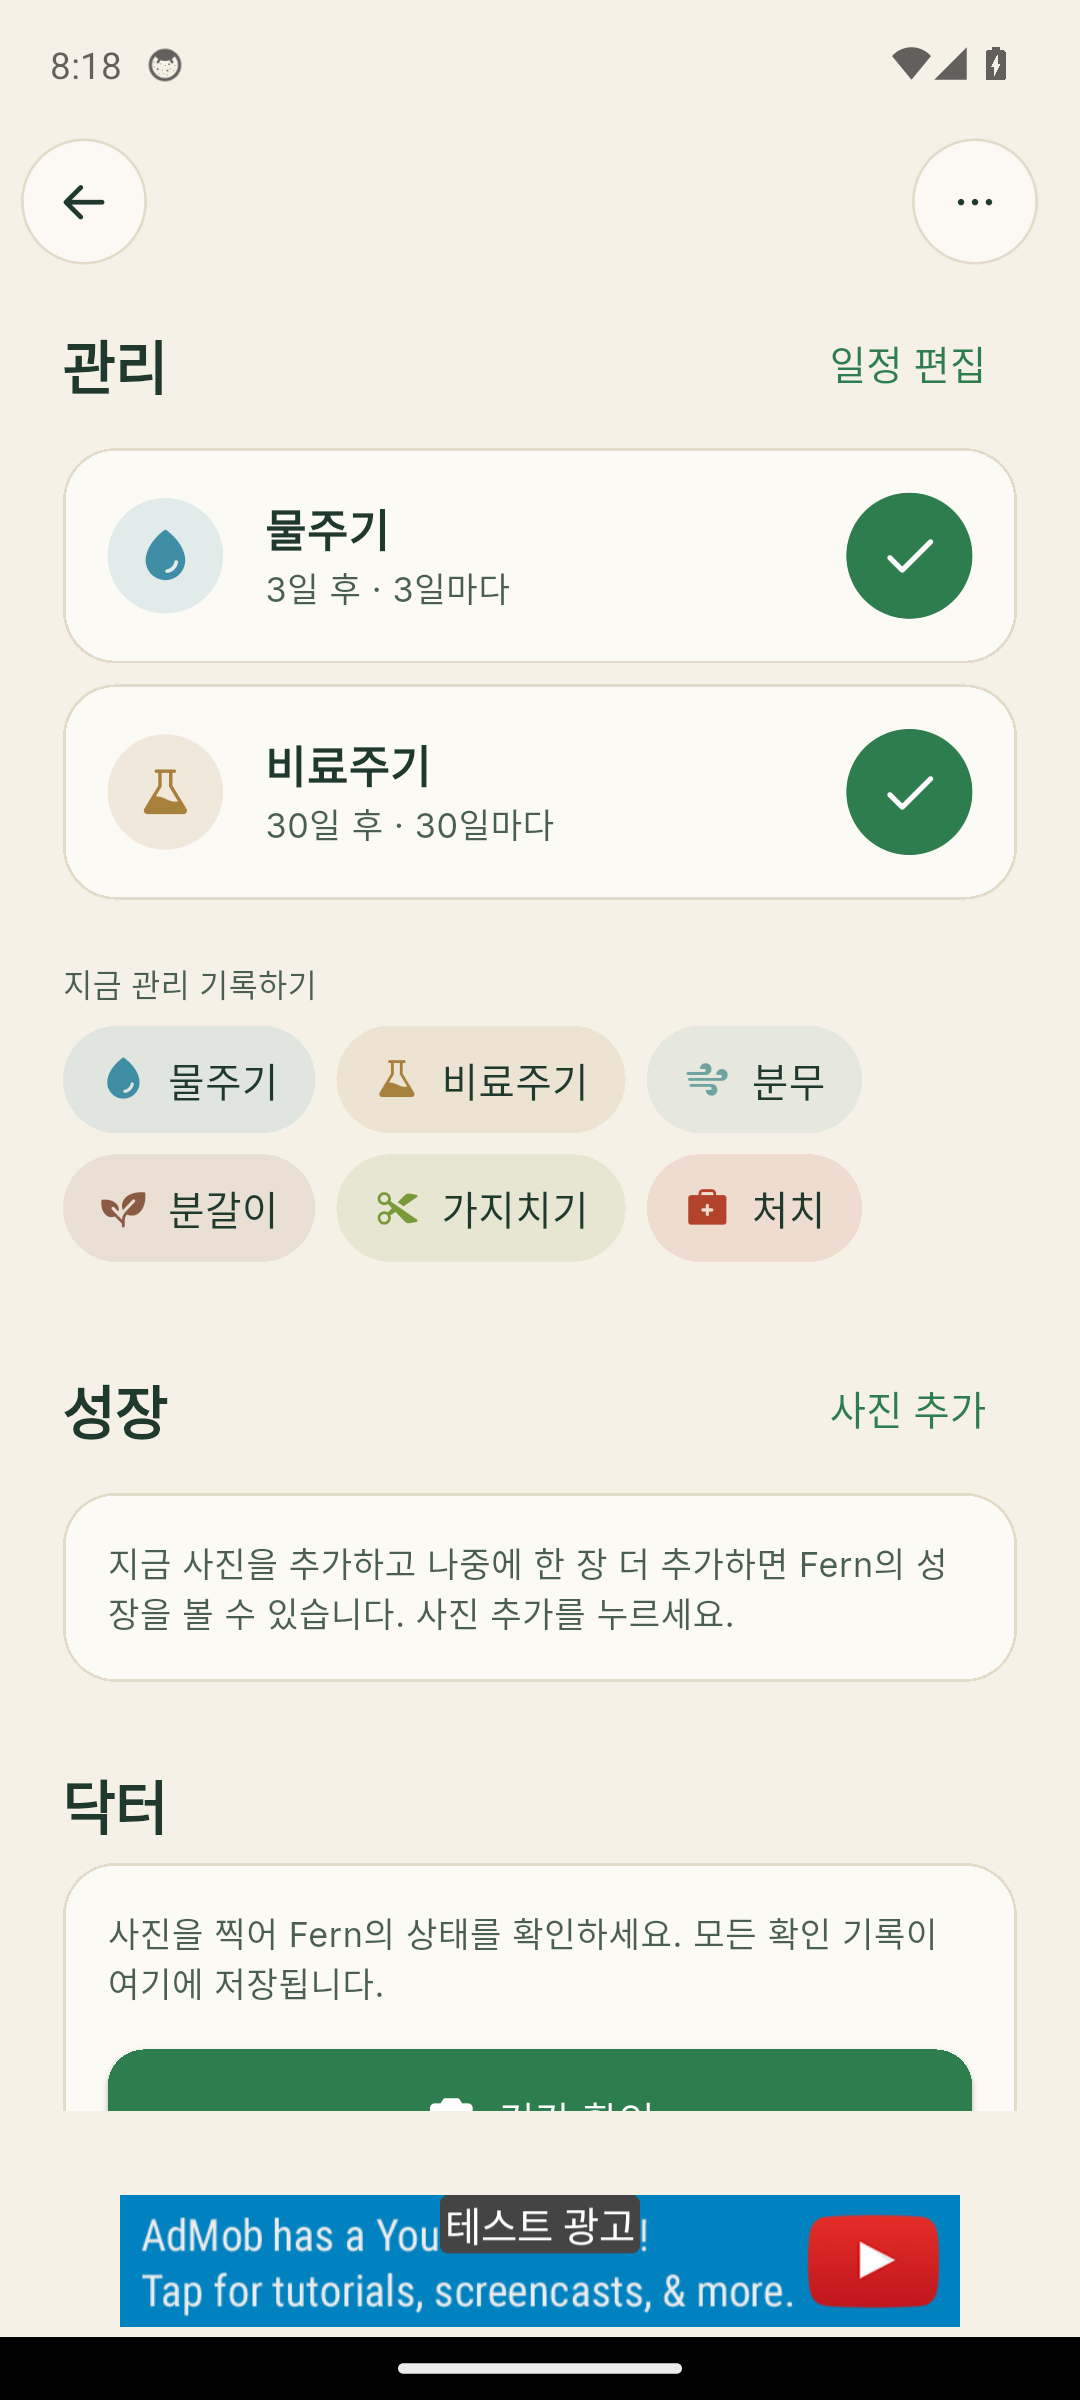 8:18
관리
일정 편집
물주기
3일 후 · 3일마다
비료주기
30일 후 · 30일마다
지금 관리 기록하기
물주기
비료주기
분무
분갈이
가지치기
처치
성장
사진 추가
지금 사진을 추가하고 나중에 한 장 더 추가하면 Fern의 성
장을 볼 수 있습니다. 사진 추가를 누르세요.
닥터
사진을 찍어 Fern의 상태를 확인하세요. 모든 확인 기록이
여기에 저장됩니다.
AdMob has a You
테스트 광고
!
Tap for tutorials, screencasts, & more.